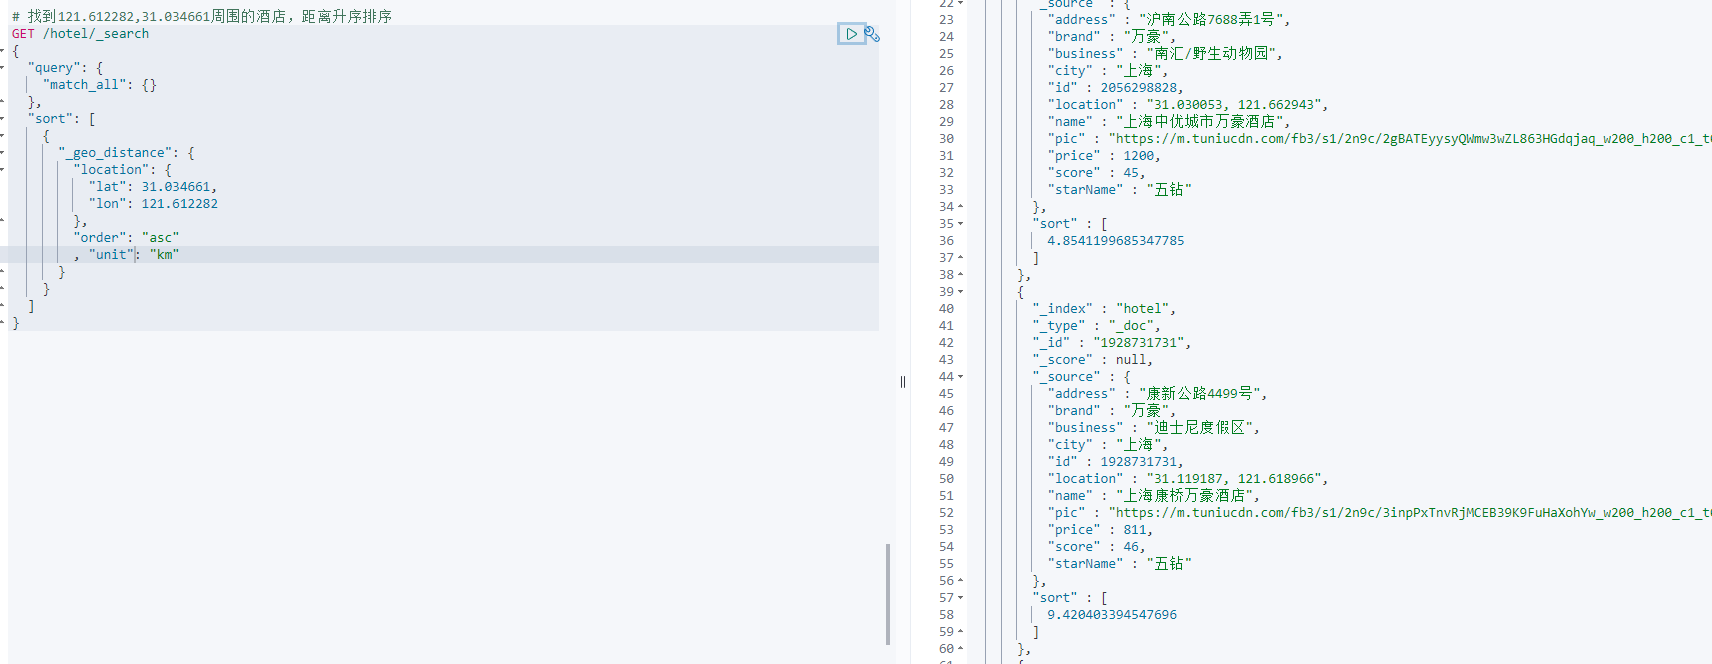 # 找到121.612282,31.034661周围的酒店，距离升序排序
GET /hotel/_search
{
  "query": {
    "match_all": {}
  },
  "sort": [
    {
      "_geo_distance": {
        "location": {
          "lat": 31.034661,
          "lon": 121.612282
        },
        "order": "asc"
        , "unit": "km"
      }
    }
  ]
}
22 "_source" : {
23 "address" : "沪南公路7688弄1号",
24 "brand" : "万豪",
25 "business" : "南汇/野生动物园",
26 "city" : "上海",
27 "id" : 2056298828,
28 "location" : "31.030053, 121.662943",
29 "name" : "上海中优城市万豪酒店",
30 "pic" : "https://m.tuniucdn.com/fb3/s1/2n9c/2gBATEyysyQWmw3wZL863HGdqjaq_w200_h200_c1_t
31 "price" : 1200,
32 "score" : 45,
33 "starName" : "五钻"
34 },
35 "sort" : [
36 4.8541199685347785
37 ]
38 },
39 {
40 "_index" : "hotel",
41 "_type" : "_doc",
42 "_id" : "1928731731",
43 "_score" : null,
44 "_source" : {
45 "address" : "康新公路4499号",
46 "brand" : "万豪",
47 "business" : "迪士尼度假区",
48 "city" : "上海",
49 "id" : 1928731731,
50 "location" : "31.119187, 121.618966",
51 "name" : "上海康桥万豪酒店",
52 "pic" : "https://m.tuniucdn.com/fb3/s1/2n9c/3inpPxTnvRjMCEB39K9FuHaXohYw_w200_h200_c1_t
53 "price" : 811,
54 "score" : 46,
55 "starName" : "五钻"
56 },
57 "sort" : [
58 9.420403394547696
59 ]
60 },